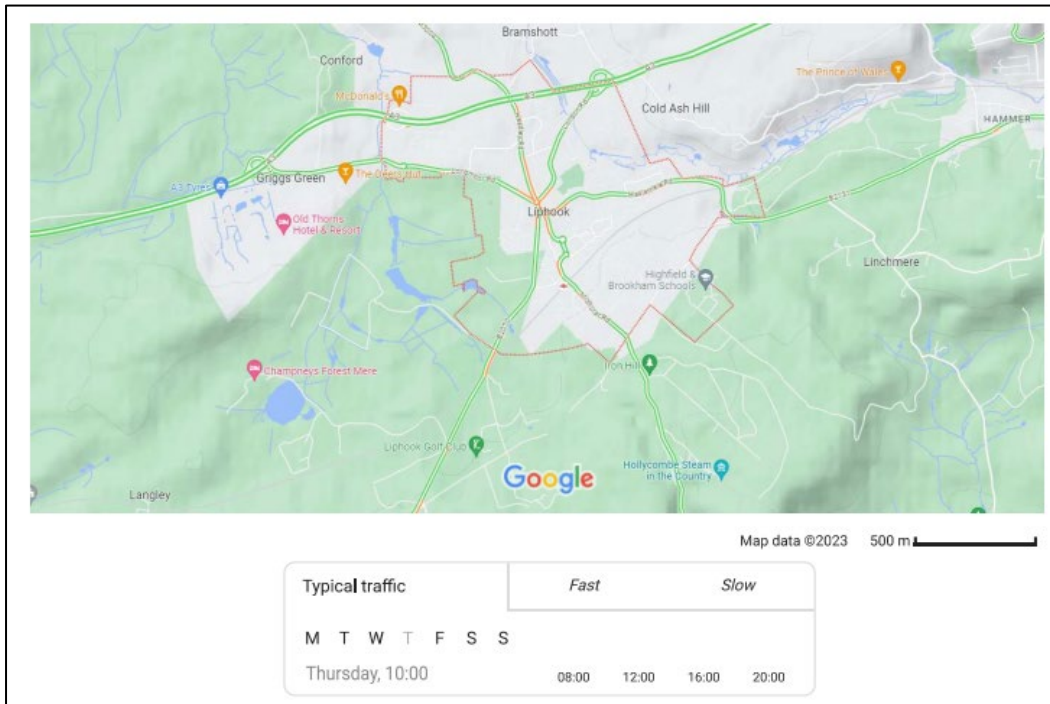 Bramshott
Conford
The Prince of Wales
McDonald's
A3
Cold Ash Hill
HAMMER
A3
Griggs Green
The Deers Hut
A3 Tyres
Old Thorns
Hotel & Resort
Liphook
Linchmere
Highfield &
Brookham Schools
Iron Hill
Champneys Forest Mere
Liphook Golf Club
Google
Hollycombe Steam
in the Country
Langley
Map data ©2023 500 m
Typical traffic Fast Slow
M T W T F S S
Thursday, 10:00 08:00 12:00 16:00 20:00